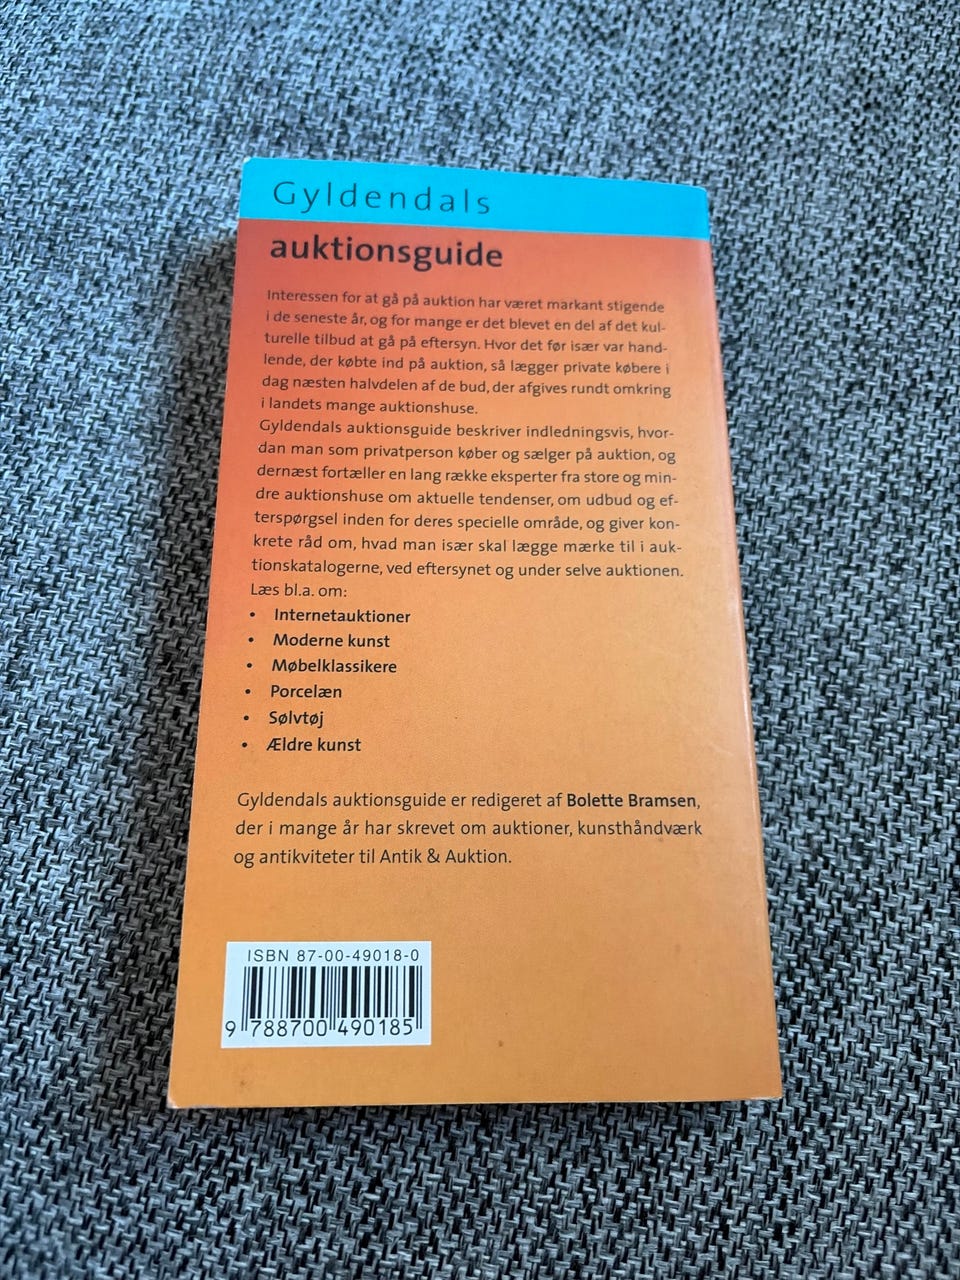 Gyldendals
auktionsguide
Interessen for at gå på auktion har været markant stigende
i de seneste år, og for mange er det blevet en del af det kul-
turelle tilbud at gå på eftersyn. Hvor det før især var hand-
lende, der købte ind på auktion, så lægger private købere i
dag næsten halvdelen af de bud, der afgives rundt omkring
i landets mange auktionshuse.
Gyldendals auktionsguide beskriver indledningsvis, hvor-
dan man som privatperson køber og sælger på auktion, og
dernæst fortæller en lang række eksperter fra store og min-
dre auktionshuse om aktuelle tendenser, om udbud og ef-
terspørgsel inden for deres specielle område, og giver kon-
krete råd om, hvad man især skal lægge mærke til i auk-
tionskatalogerne, ved eftersynet og under selve auktionen.
Læs bl.a. om:
• Internetauktioner
• Moderne kunst
• Møbelklassikere
• Porcelæn
• Sølvtøj
• Ældre kunst
Gyldendals auktionsguide er redigeret af Bolette Bramsen,
der i mange år har skrevet om auktioner, kunsthåndværk
og antikviteter til Antik & Auktion.
ISBN 87-00-49018-0
9 788700 490185